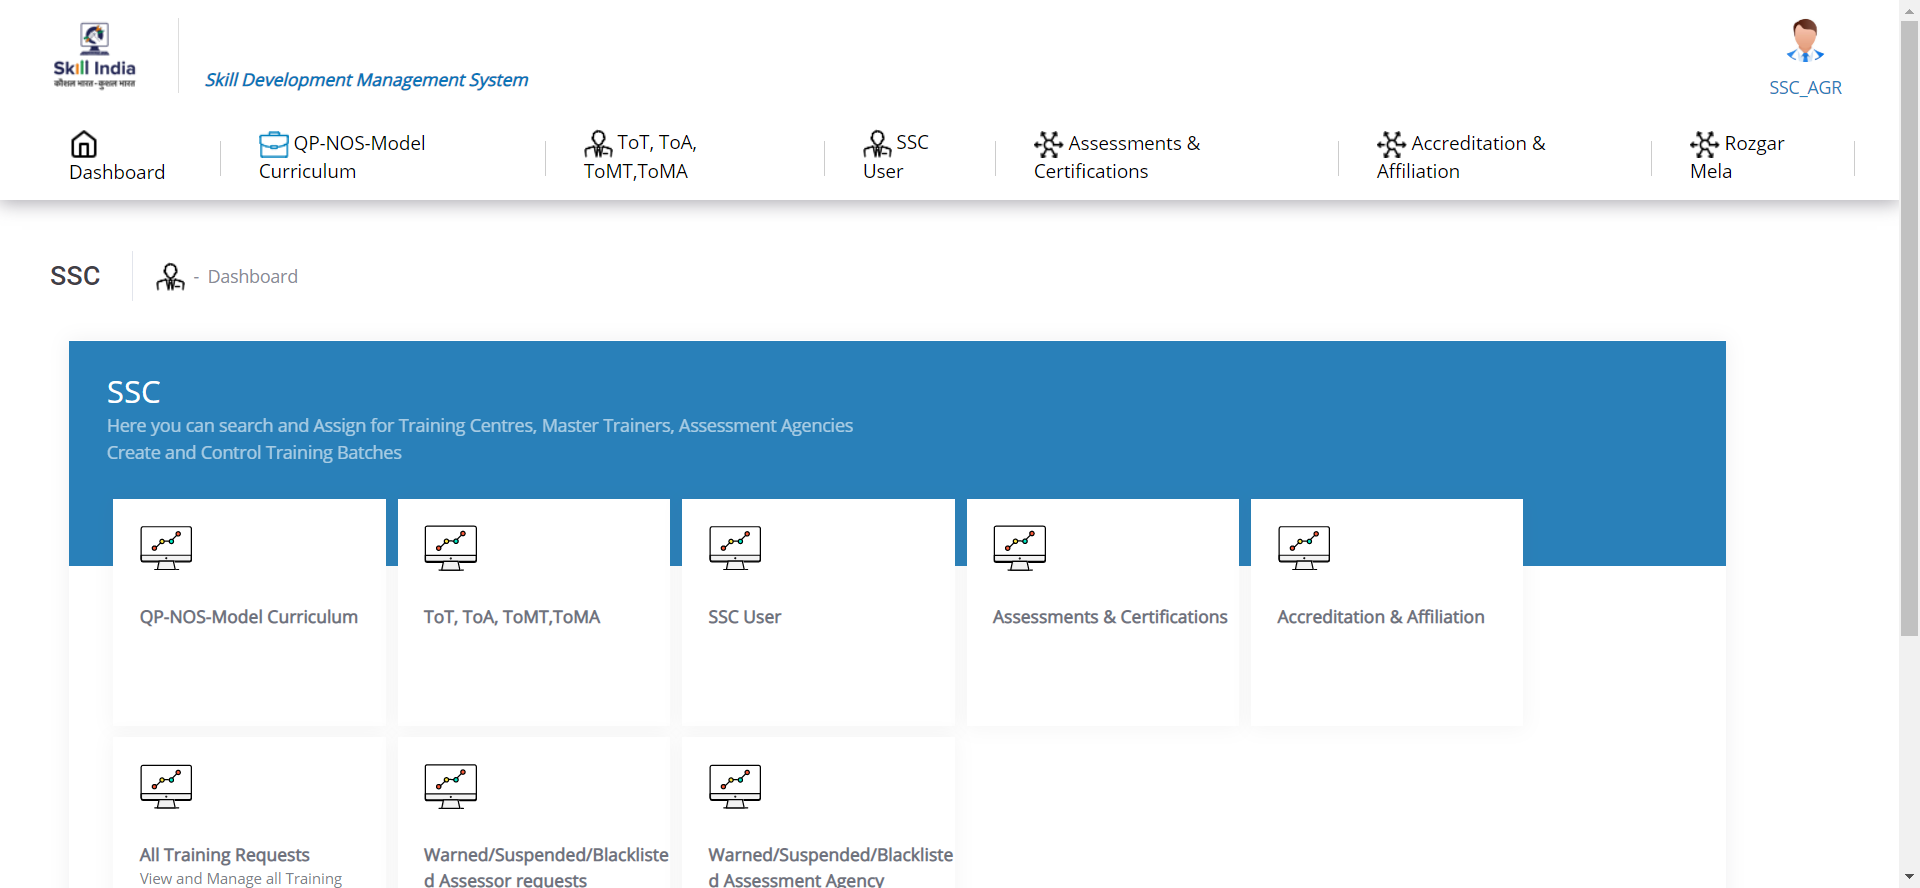 Skill India
कौशल भारत - कुशल भारत
Skill Development Management System
SSC_AGR
Dashboard
QP-NOS-Model
Curriculum
ToT, ToA,
ToMT,ToMA
SSC
User
Assessments &
Certifications
Accreditation &
Affiliation
Rozgar
Mela
SSC
- Dashboard
SSC
Here you can search and Assign for Training Centres, Master Trainers, Assessment Agencies
Create and Control Training Batches
QP-NOS-Model Curriculum
ToT, ToA, ToMT,ToMA
SSC User
Assessments & Certifications
Accreditation & Affiliation
All Training Requests
View and Manage all Training
Warned/Suspended/Blackliste
d Assessor requests
Warned/Suspended/Blackliste
d Assessment Agency